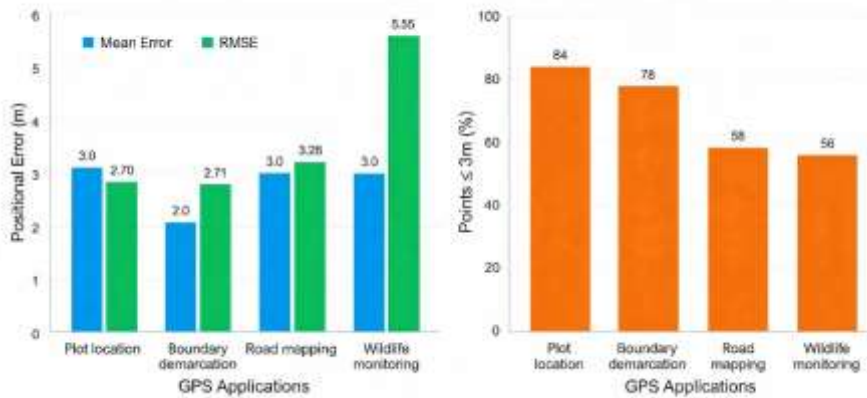 Mean Error
RMSE
Positional Error (m)
6
5
4
3
2
1
0
3.0
2.70
2.0
2.71
3.0
3.28
3.0
5.55
Plot location
Boundary demarcation
Road mapping
Wildlife monitoring
GPS Applications
Points ≤ 3m (%)
100
80
60
40
20
0
84
78
58
56
Plot location
Boundary demarcation
Road mapping
Wildlife monitoring
GPS Applications